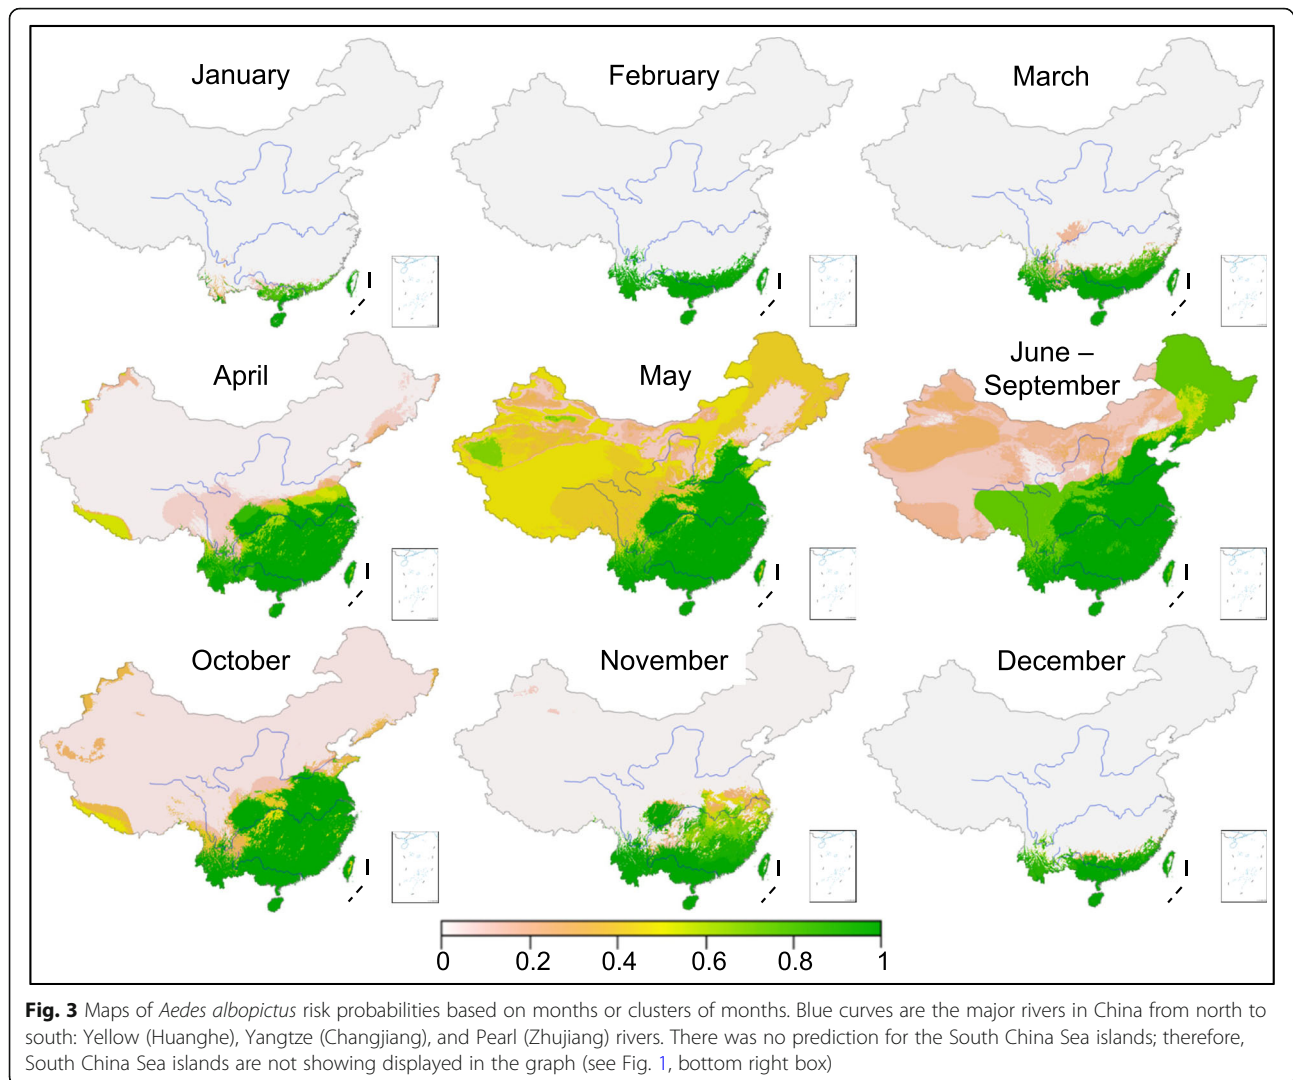 January
February
March
April
May
June –
September
October
November
December
0 0.2 0.4 0.6 0.8 1
Fig. 3 Maps of Aedes albopictus risk probabilities based on months or clusters of months. Blue curves are the major rivers in China from north to
south: Yellow (Huanghe), Yangtze (Changjiang), and Pearl (Zhujiang) rivers. There was no prediction for the South China Sea islands; therefore,
South China Sea islands are not showing displayed in the graph (see Fig. 1, bottom right box)